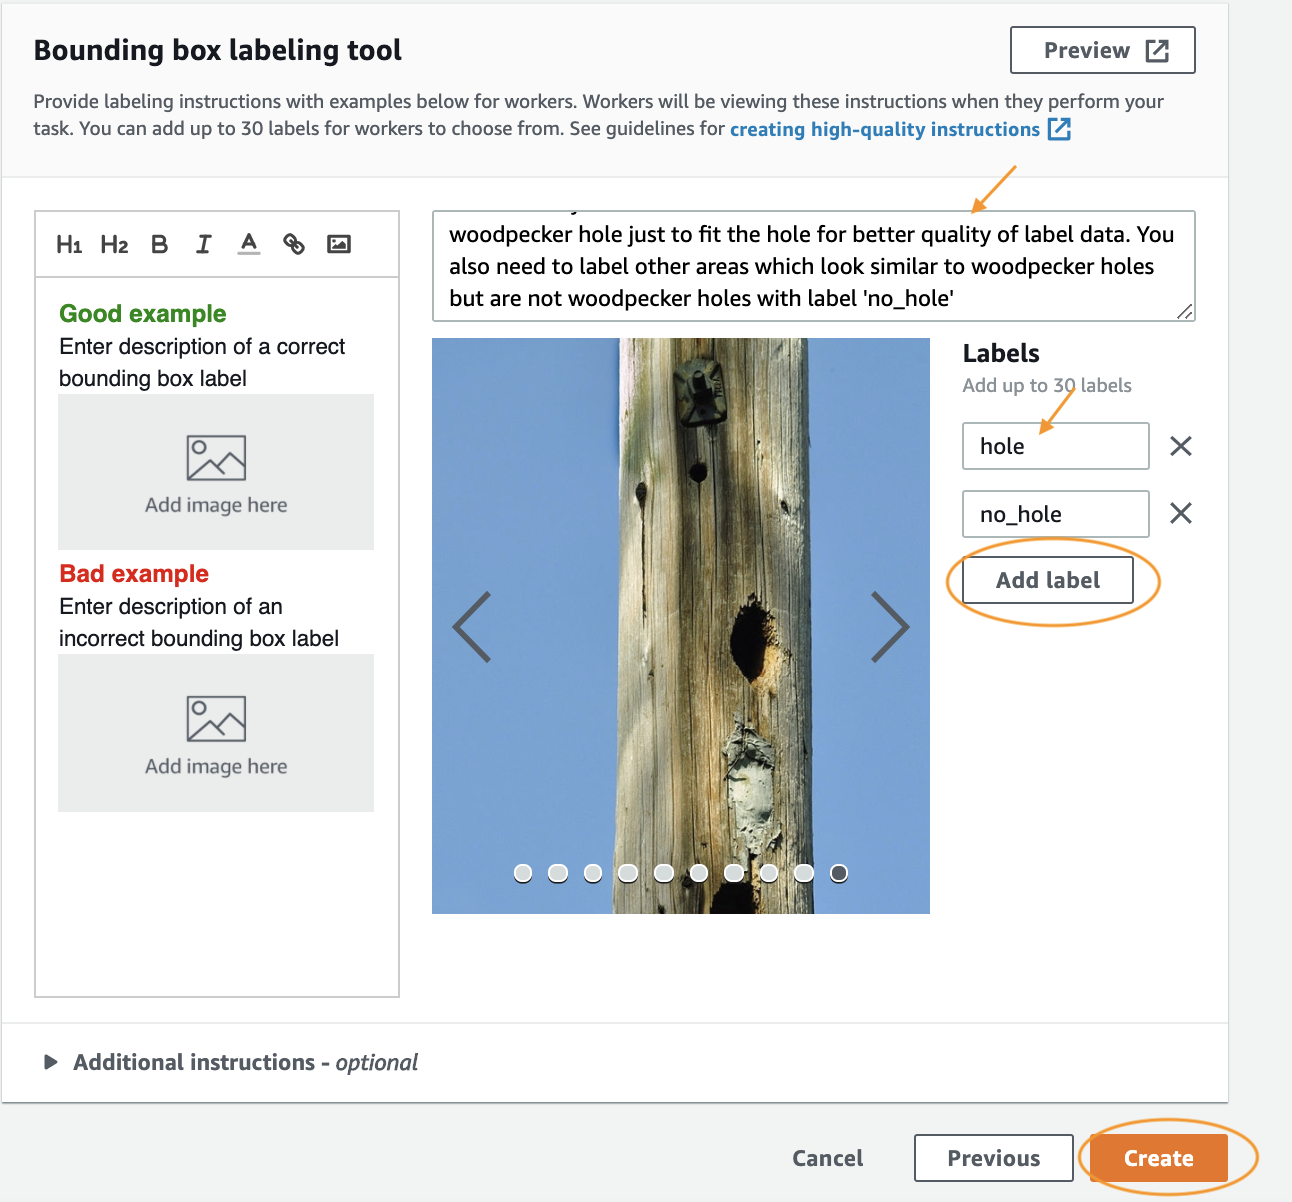 Bounding box labeling tool
Preview
Provide labeling instructions with examples below for workers. Workers will be viewing these instructions when they perform your
task. You can add up to 30 labels for workers to choose from. See guidelines for creating high-quality instructions
H1 H2 B I A
woodpecker hole just to fit the hole for better quality of label data. You
also need to label other areas which look similar to woodpecker holes
but are not woodpecker holes with label 'no_hole'
Good example
Enter description of a correct
bounding box label
Add image here
Bad example
Enter description of an
incorrect bounding box label
Add image here
Labels
Add up to 30 labels
hole
no_hole
Add label
Additional instructions - optional
Cancel
Previous
Create